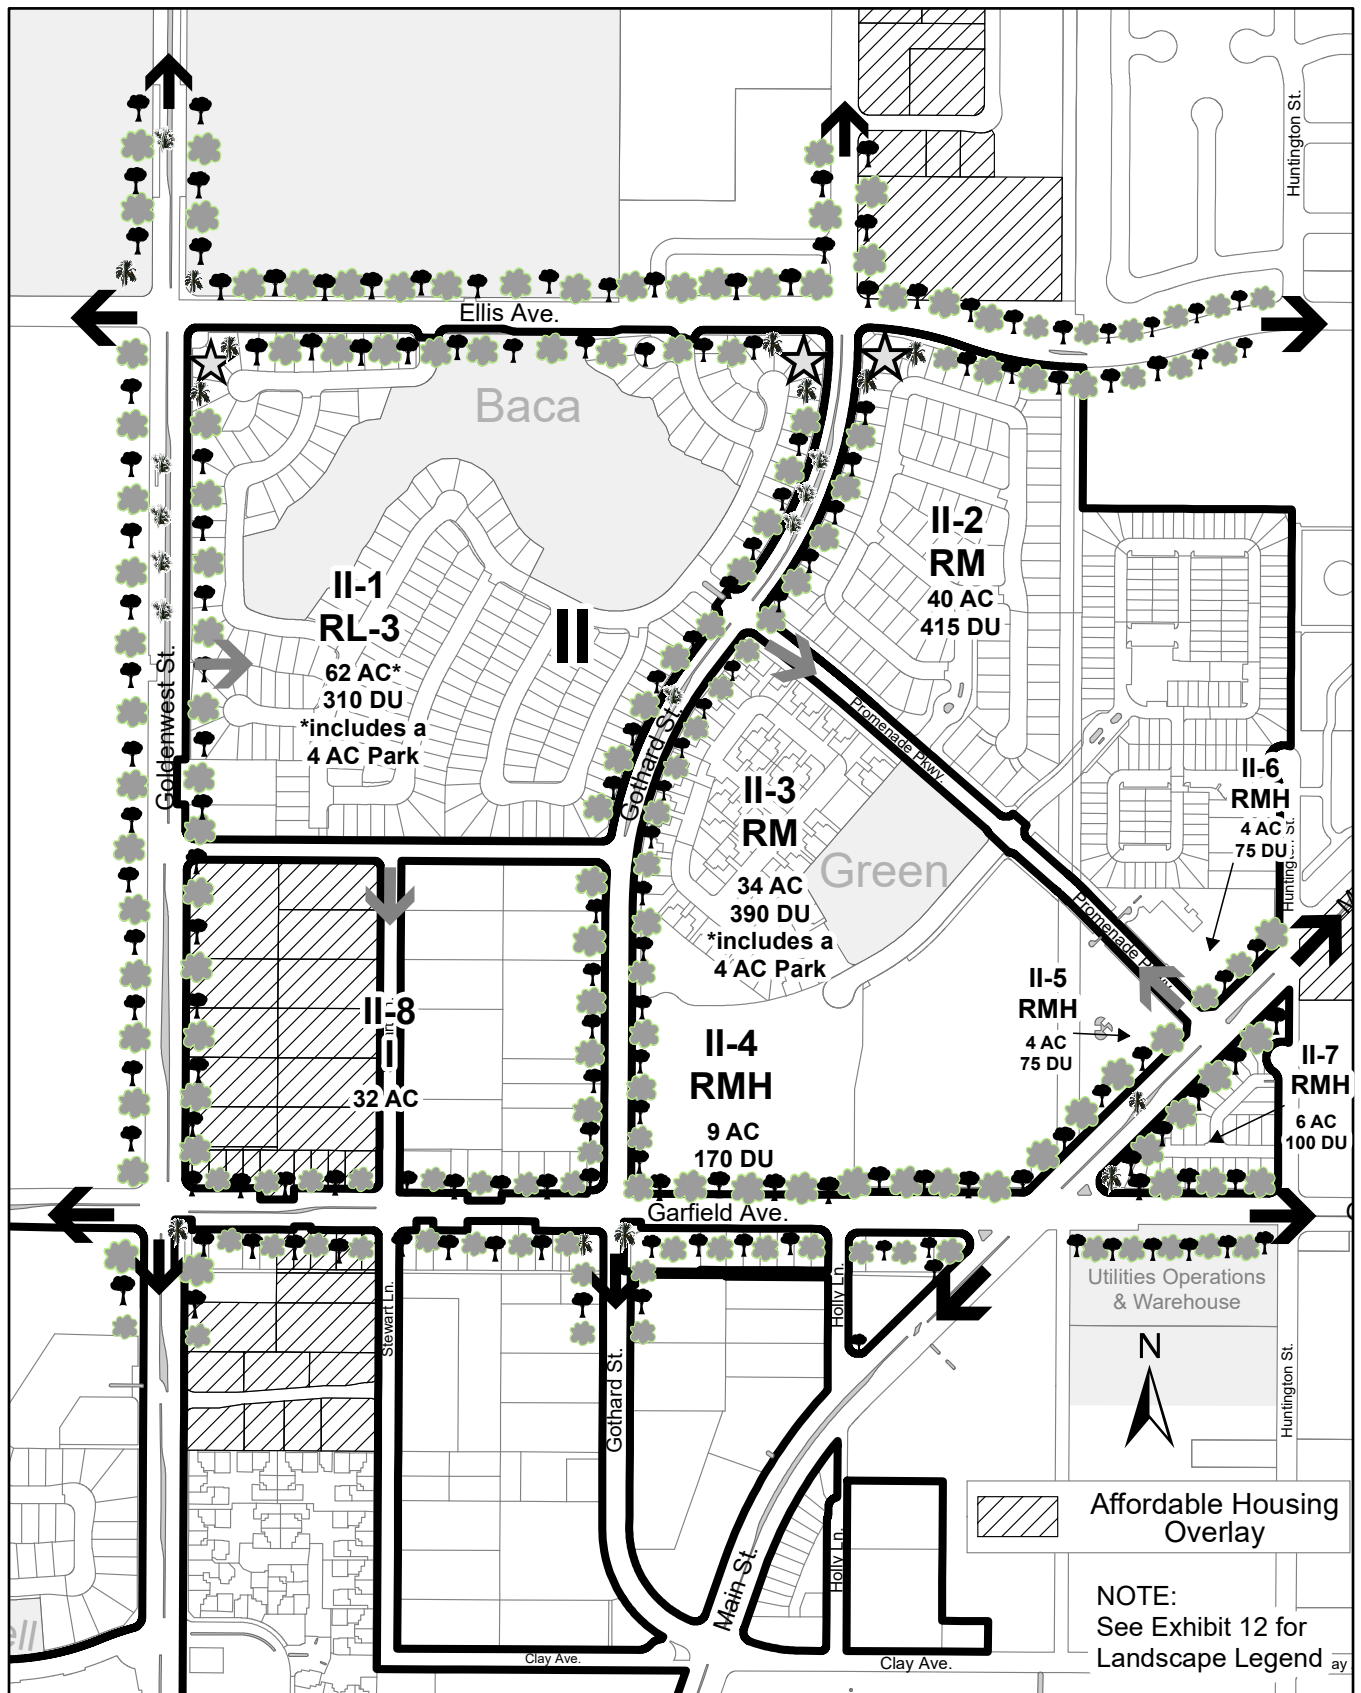 Huntington St.
Ellis Ave.
Baca
II-2
RM
40 AC
415 DU
II-1
RL-3
62 AC*
310 DU
*includes a
4 AC Park
II
Goldenwest St.
Gothard St.
Promenade Pkwy.
II-6
RMH
4 AC
75 DU
Huntington St.
II-3
RM
34 AC
390 DU
*includes a
4 AC Park
Green
Promenade Pkwy.
II-5
RMH
4 AC
75 DU
II-8
I
32 AC
II-4
RMH
9 AC
170 DU
II-7
RMH
6 AC
100 DU
Garfield Ave.
Utilities Operations
& Warehouse
Stewart Ln.
Holly Ln.
Gothard St.
Huntington St.
N
Affordable Housing
Overlay
Main St.
Holly Ln.
NOTE:
See Exhibit 12 for
Landscape Legend
Clay Ave.
Clay Ave.
ay
ell